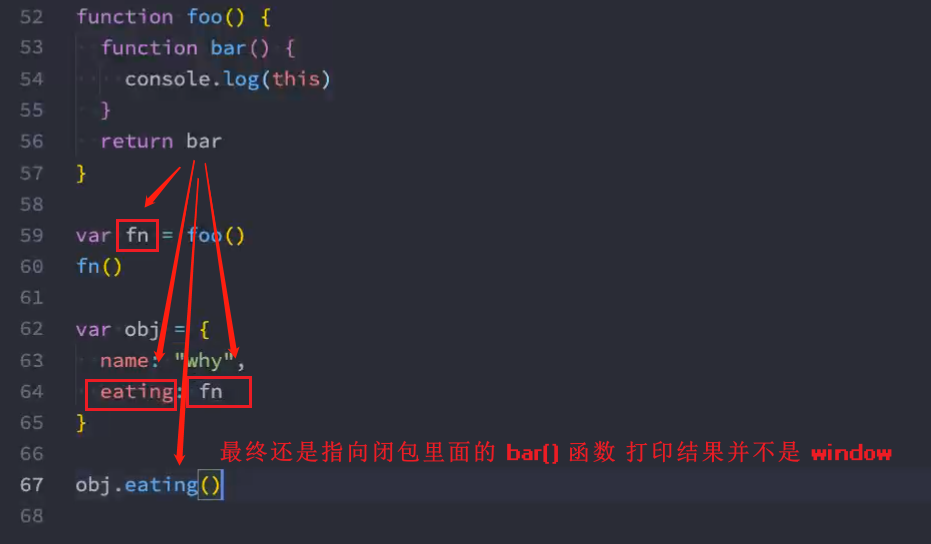 52 function foo() {
53 function bar() {
54 console.log(this)
55 }
56 return bar
57 }
58
59 var fn = foo()
60 fn()
61
62 var obj = {
63 name: "why",
64 eating: fn
65 }
66 最终还是指向闭包里面的 bar() 函数 打印结果并不是 window
67 obj.eating()
68